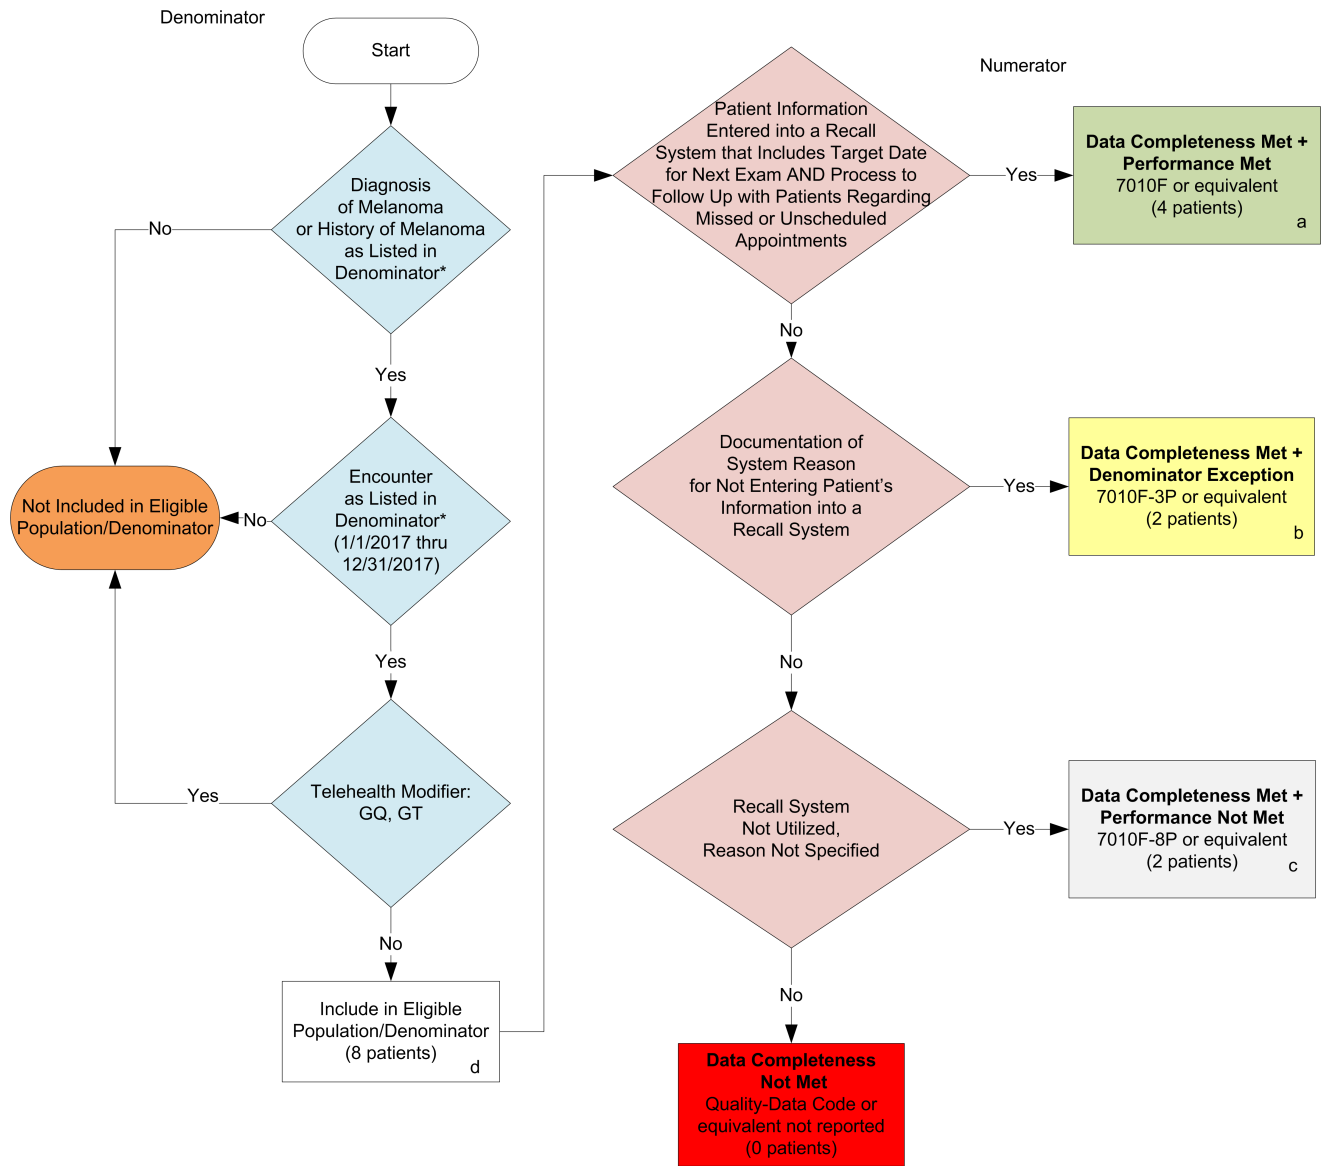 Denominator
Start
Diagnosis
of Melanoma
or History of Melanoma
as Listed in
Denominator*
No
Yes
Encounter
as Listed in
Denominator*
(1/1/2017 thru
12/31/2017)
No
Not Included in Eligible
Population/Denominator
Yes
Telehealth Modifier:
GQ, GT
Yes
No
Include in Eligible
Population/Denominator
(8 patients)
d
Numerator
Patient Information
Entered into a Recall
System that Includes Target Date
for Next Exam AND Process to
Follow Up with Patients Regarding
Missed or Unscheduled
Appointments
Yes
Data Completeness Met +
Performance Met
7010F or equivalent
(4 patients)
a
No
Documentation of
System Reason
for Not Entering Patient's
Information into a
Recall System
Yes
Data Completeness Met +
Denominator Exception
7010F-3P or equivalent
(2 patients)
b
No
Recall System
Not Utilized,
Reason Not Specified
Yes
Data Completeness Met +
Performance Not Met
7010F-8P or equivalent
(2 patients)
c
No
Data Completeness
Not Met
Quality-Data Code or
equivalent not reported
(0 patients)